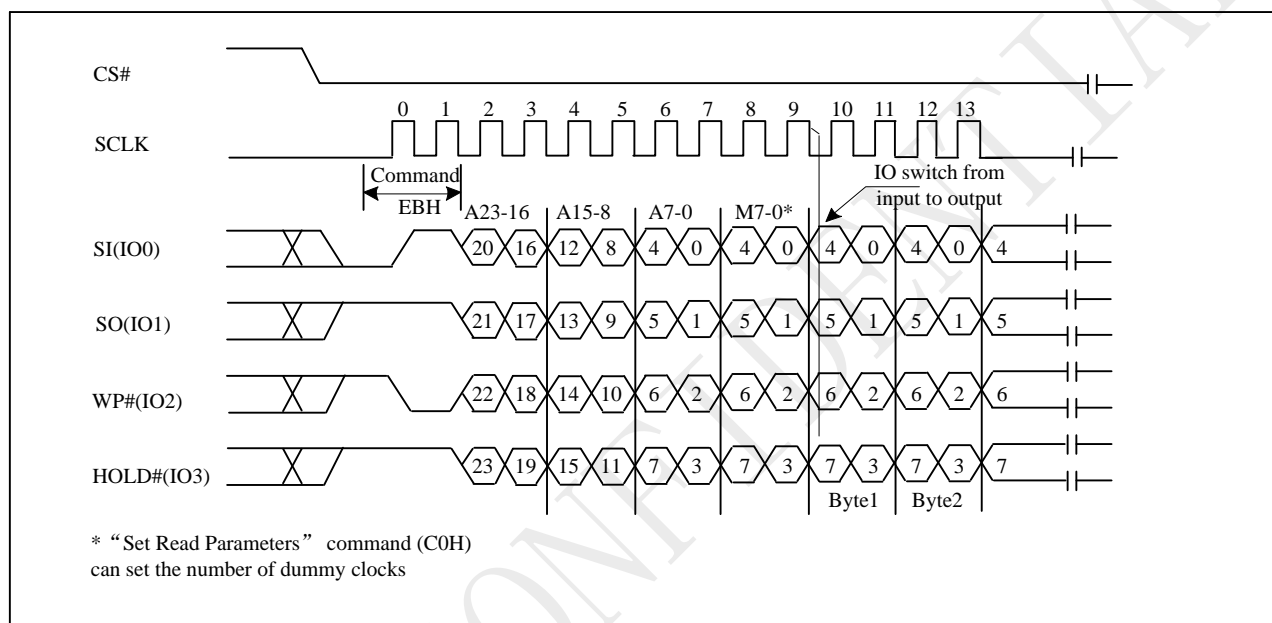 CS#
0 1 2 3 4 5 6 7 8 9 10 11 12 13
SCLK
Command
EBH
IO switch from
input to output
A23-16 A15-8 A7-0 M7-0*
SI(IO0) 20 16 12 8 4 0 4 0 4 0 4 0 4
SO(IO1) 21 17 13 9 5 1 5 1 5 1 5 1 5
WP#(IO2) 22 18 14 10 6 2 6 2 6 2 6 2 6
HOLD#(IO3) 23 19 15 11 7 3 7 3 7 3 7 3 7
Byte1 Byte2
* “Set Read Parameters” command (C0H)
can set the number of dummy clocks
ONFIDENTIA